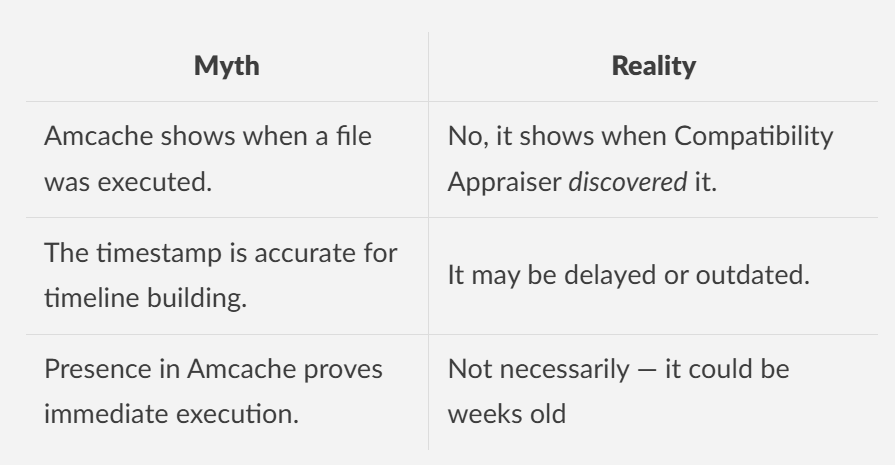 Myth
Reality
Amcache shows when a file
was executed.
No, it shows when Compatibility
Appraiser discovered it.
The timestamp is accurate for
timeline building.
It may be delayed or outdated.
Presence in Amcache proves
immediate execution.
Not necessarily — it could be
weeks old